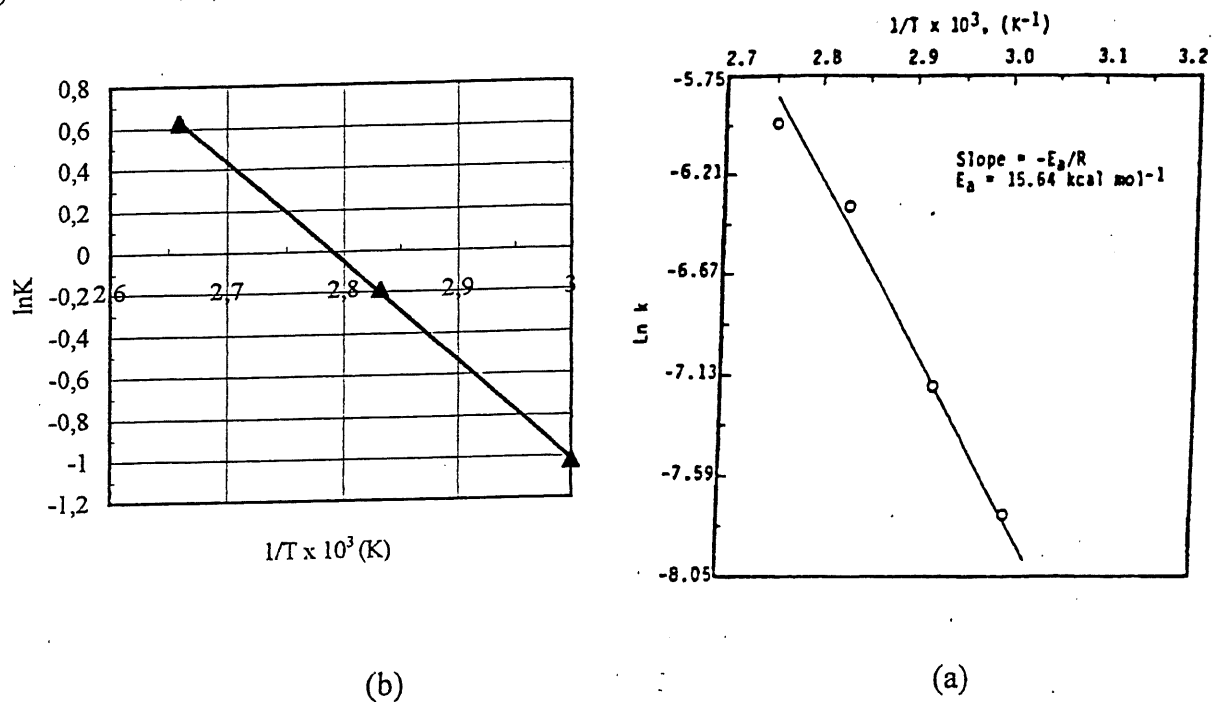 0,8
0,6
0,4
0,2
0
-0,2
-0,4
-0,6
-0,8
-1
-1,2
lnK
2,6 2,7 2,8 2,9 3
1/T x 10³ (K)
(b)
1/T x 10³, (K⁻¹)
2.7 2.8 2.9 3.0 3.1 3.2
-5.75
-6.21
-6.67
-7.13
-7.59
-8.05
Ln k
Slope = -Eₐ/R
Eₐ = 15.64 kcal mol⁻¹
(a)